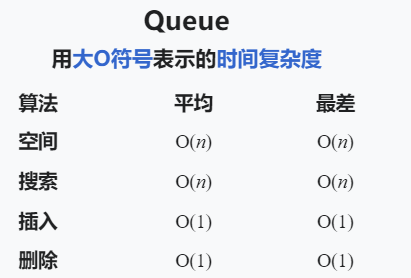 Queue
用大O符号表示的时间复杂度
算法 平均 最差
空间 O(n) O(n)
搜索 O(n) O(n)
插入 O(1) O(1)
删除 O(1) O(1)